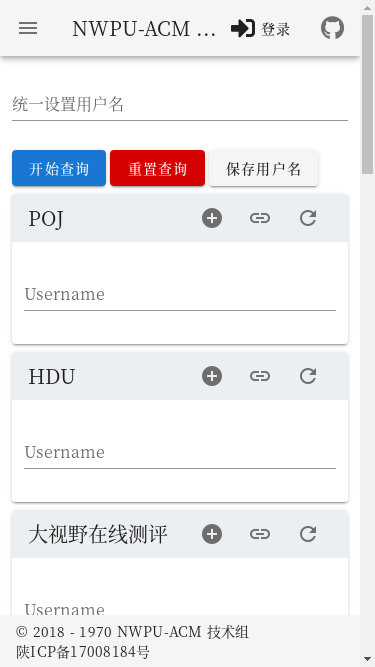 NWPU-ACM ...
登录
统一设置用户名
开始查询
重置查询
保存用户名
POJ
Username
HDU
Username
大视野在线测评
Username
© 2018 - 1970 NWPU-ACM 技术组
陕ICP备17008184号